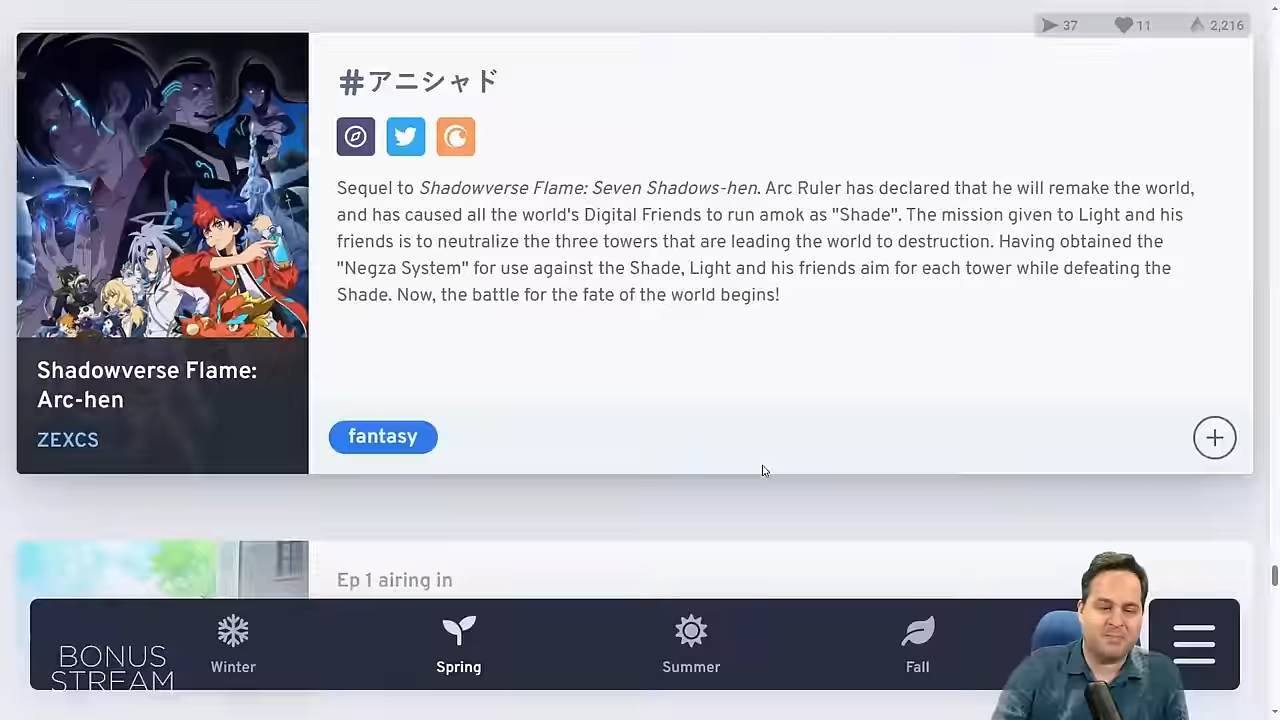 37 11 2,216
#アニシャド
Sequel to Shadowverse Flame: Seven Shadows-hen. Arc Ruler has declared that he will remake the world,
and has caused all the world's Digital Friends to run amok as "Shade". The mission given to Light and his
friends is to neutralize the three towers that are leading the world to destruction. Having obtained the
"Negza System" for use against the Shade, Light and his friends aim for each tower while defeating the
Shade. Now, the battle for the fate of the world begins!
Shadowverse Flame:
Arc-hen
ZEXCS
fantasy
Ep 1 airing in
Winter Spring Summer Fall
BONUS
STREAM